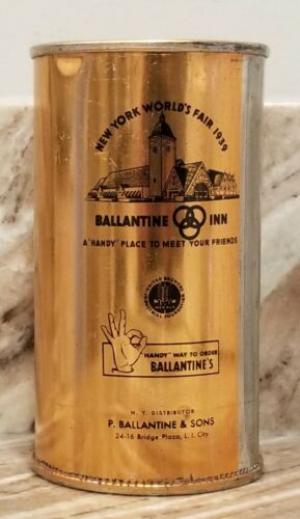 NEW YORK WORLD'S FAIR 1939
BALLANTINE INN
A "HANDY" PLACE TO MEET YOUR FRIENDS
"HANDY" WAY TO ORDER
BALLANTINE'S
N. Y. DISTRIBUTOR
P. BALLANTINE & SONS
24-16 Bridge Plaza, L. I. City